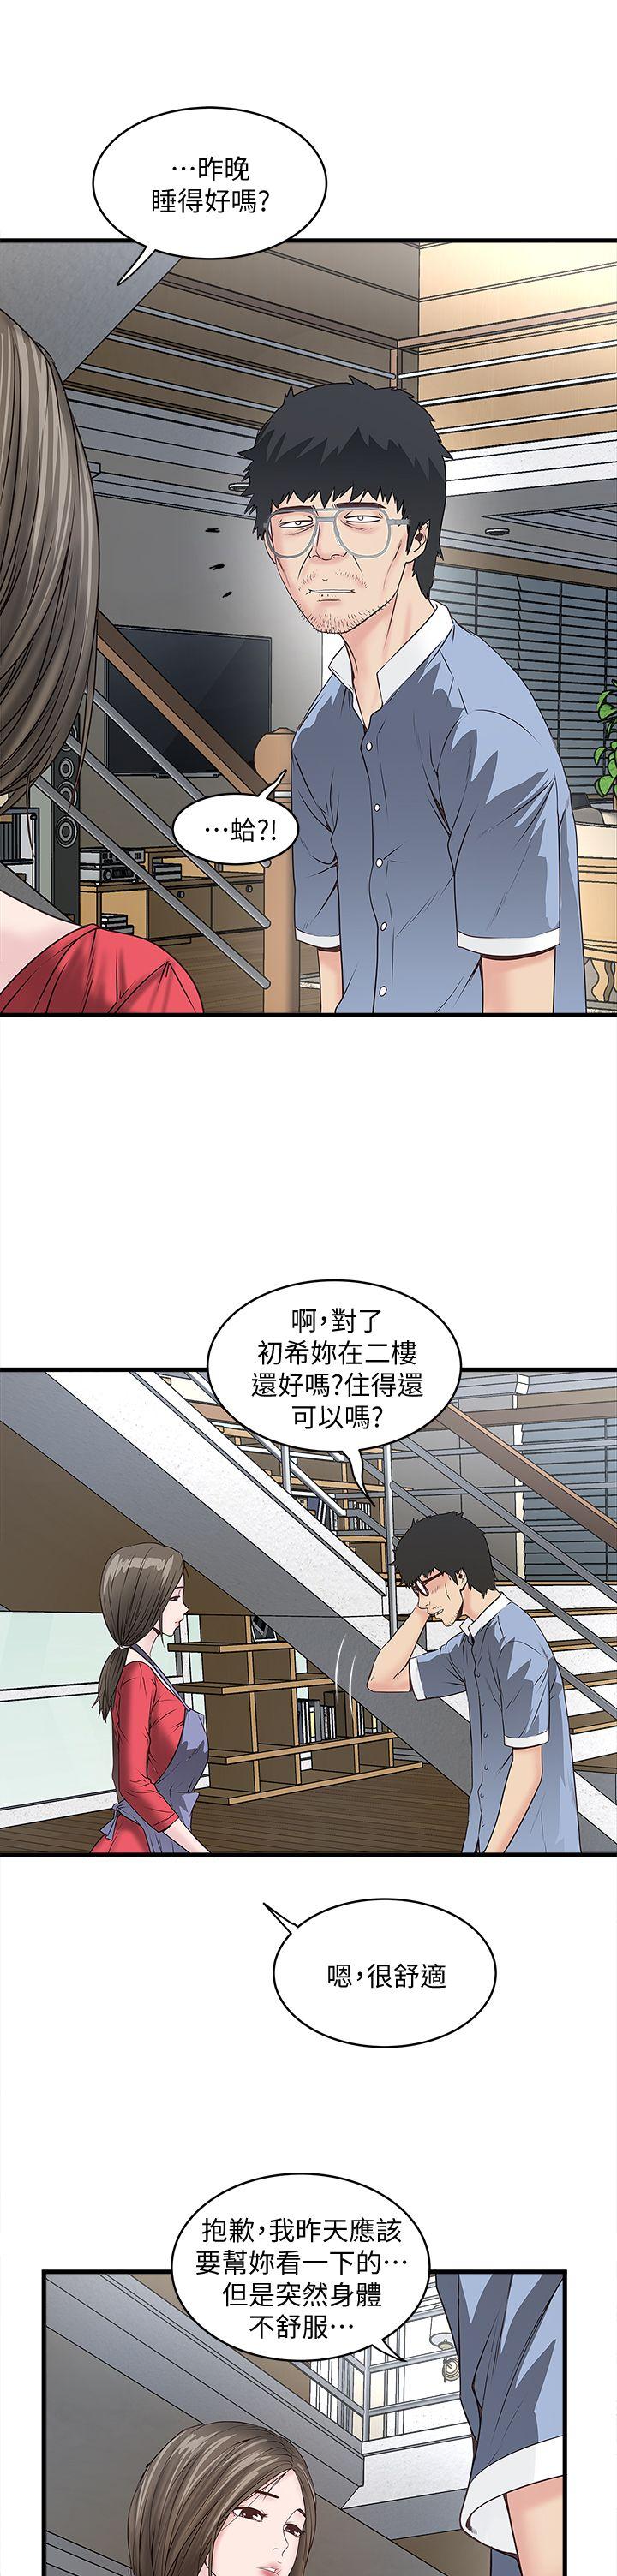 …昨晚
睡得好嗎?
…蛤?!
啊，對了
初希妳在二樓
還好嗎?住得還
可以嗎?
嗯，很舒適
抱歉，我昨天應該
要幫妳看一下的…
但是突然身體
不舒服…